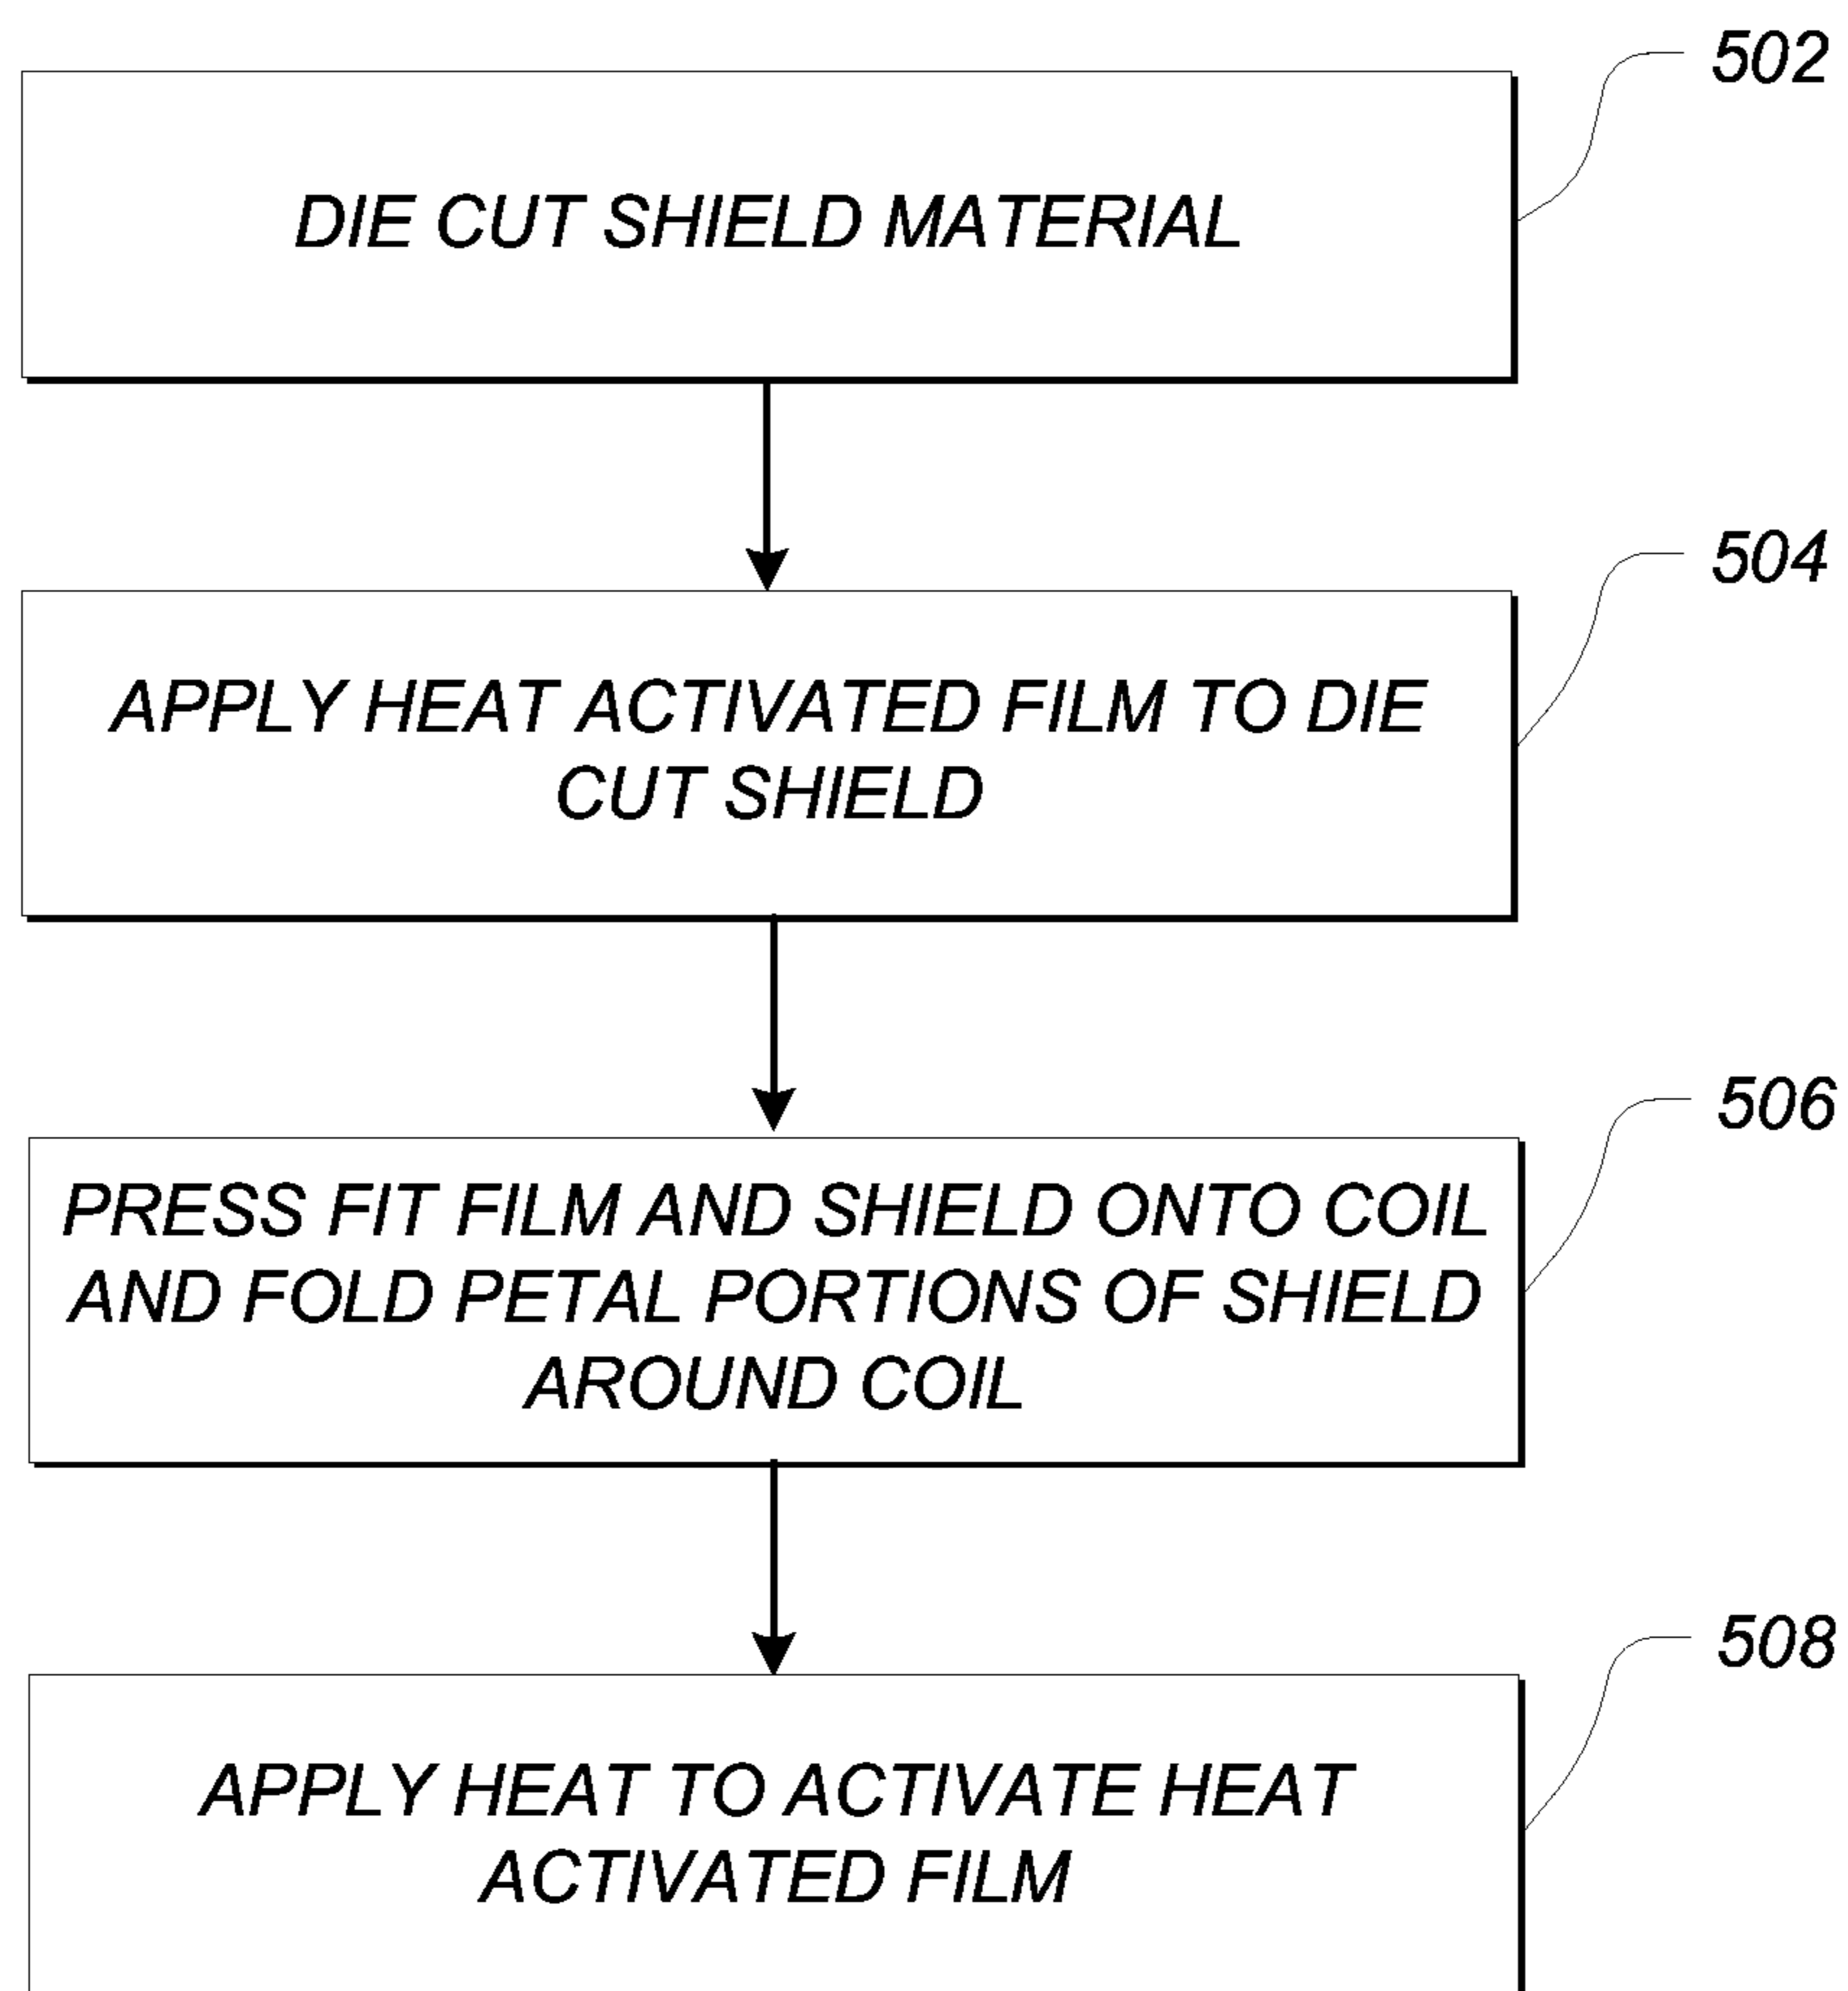 502
DIE CUT SHIELD MATERIAL
504
APPLY HEAT ACTIVATED FILM TO DIE
CUT SHIELD
506
PRESS FIT FILM AND SHIELD ONTO COIL
AND FOLD PETAL PORTIONS OF SHIELD
AROUND COIL
508
APPLY HEAT TO ACTIVATE HEAT
ACTIVATED FILM